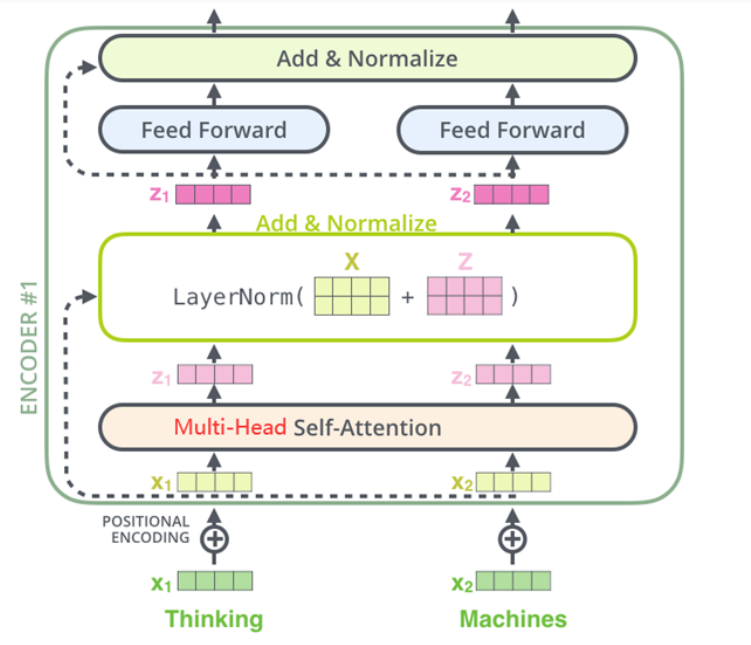 Add & Normalize
Feed Forward
Feed Forward
z1
z2
Add & Normalize
X
Z
LayerNorm( + )
ENCODER #1
z1
z2
Multi-Head Self-Attention
x1
x2
POSITIONAL
ENCODING
x1
x2
Thinking
Machines